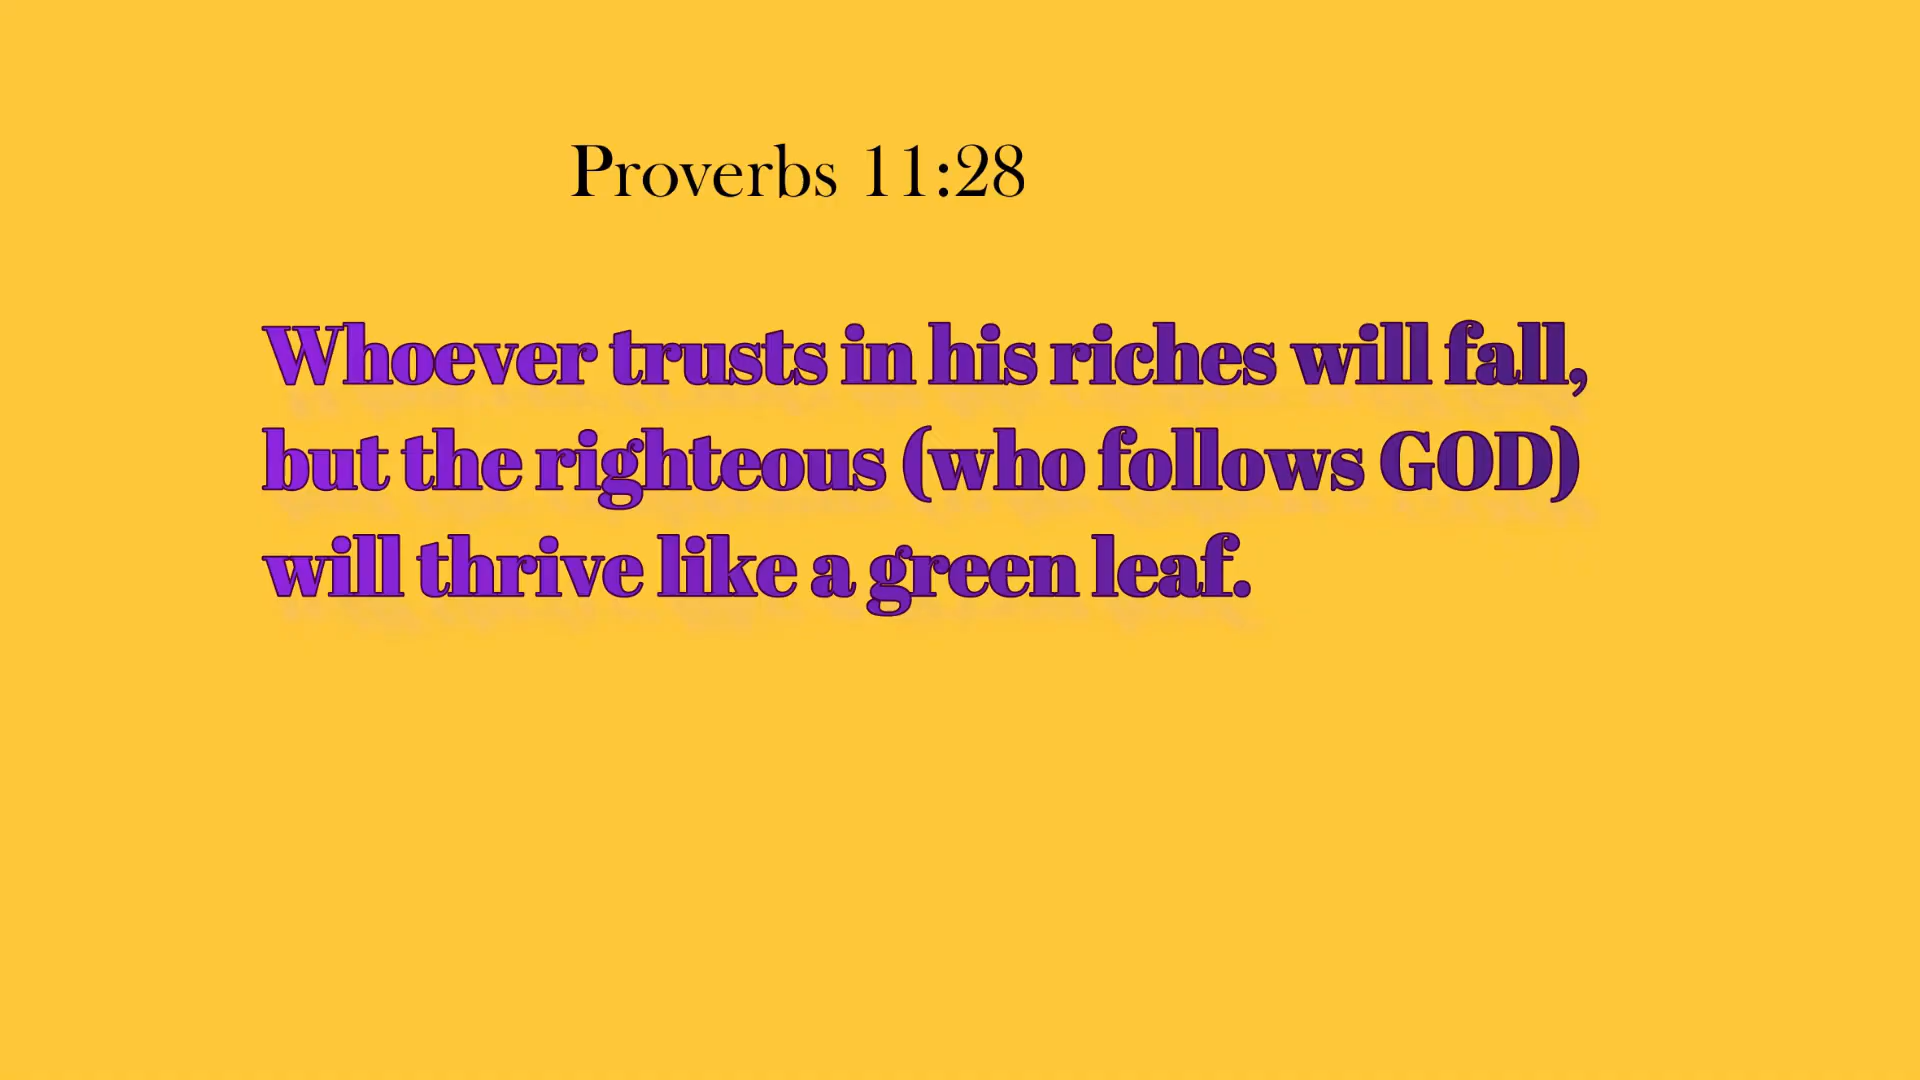 Proverbs 11:28
Whoever trusts in his riches will fall,
but the righteous (who follows GOD)
will thrive like a green leaf.